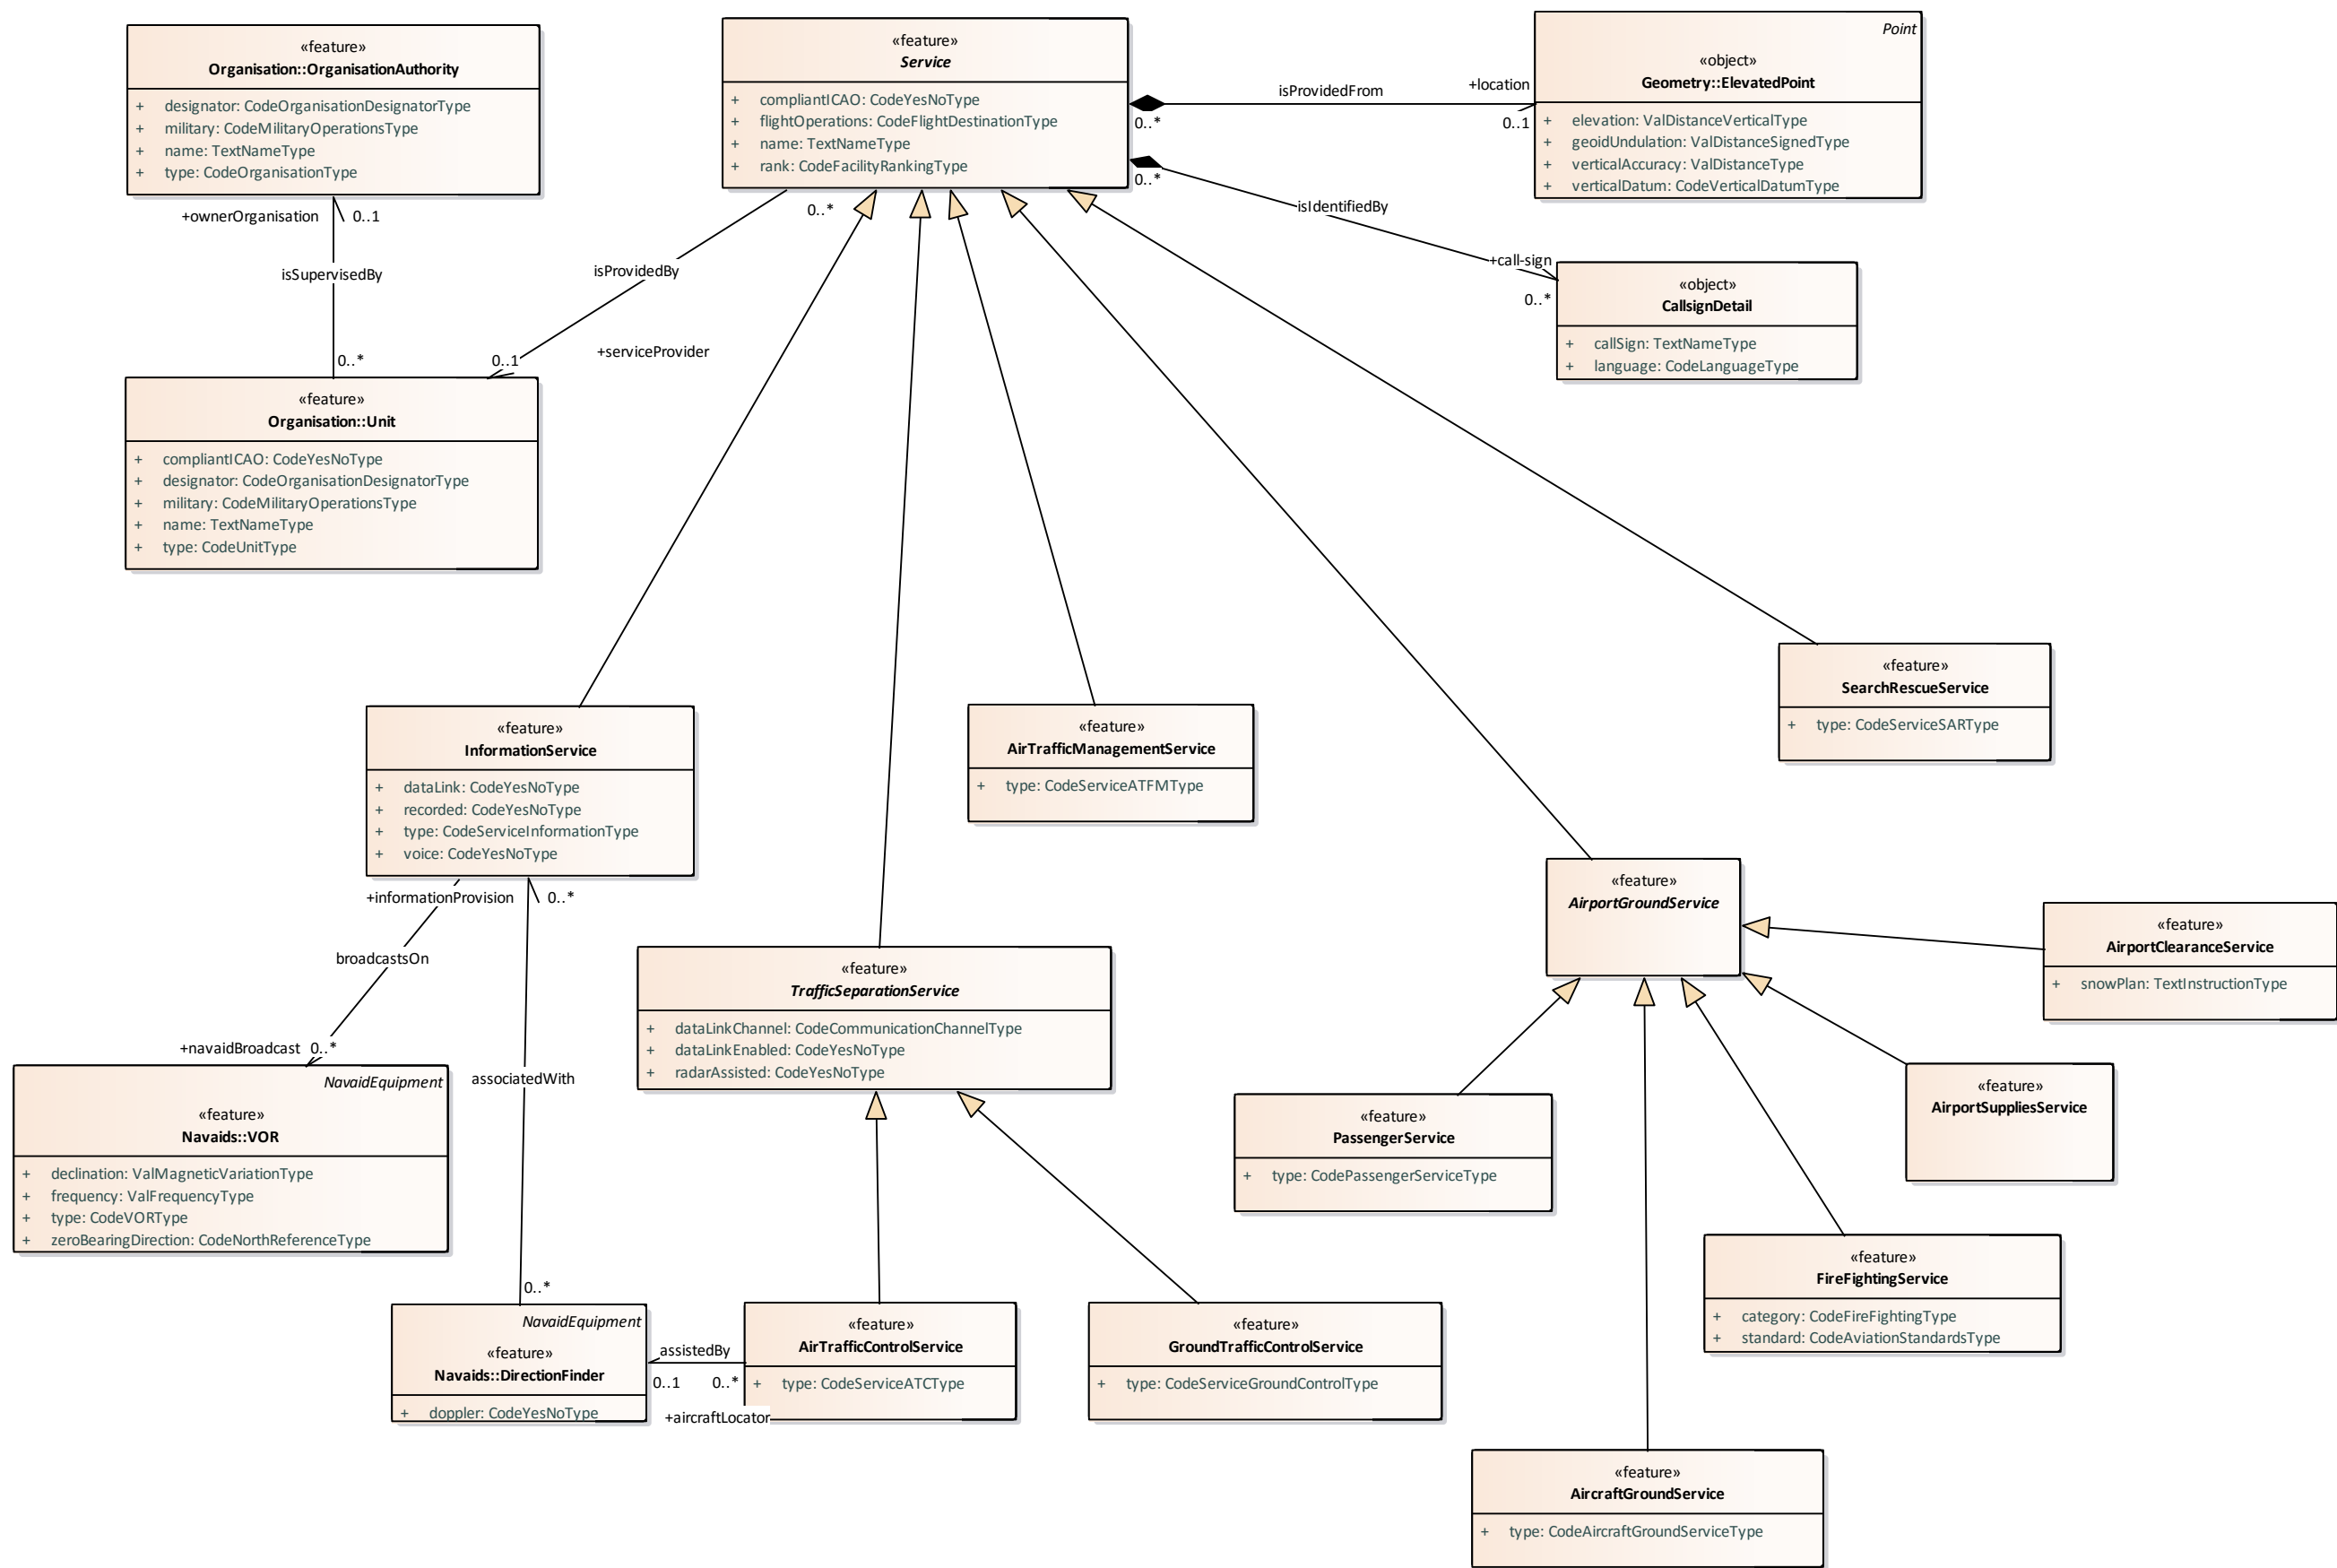 «feature»
Organisation::OrganisationAuthority
+ designator: CodeOrganisationDesignatorType
+ military: CodeMilitaryOperationsType
+ name: TextNameType
+ type: CodeOrganisationType
«feature»
Service
+ compliantICAO: CodeYesNoType
+ flightOperations: CodeFlightDestinationType
+ name: TextNameType
+ rank: CodeFacilityRankingType
Point
«object»
Geometry::ElevatedPoint
+ elevation: ValDistanceVerticalType
+ geoidUndulation: ValDistanceSignedType
+ verticalAccuracy: ValDistanceType
+ verticalDatum: CodeVerticalDatumType
isProvidedFrom
+location
0..*
0..1
0..*
isIdentifiedBy
+call-sign
0..*
«object»
CallsignDetail
+ callSign: TextNameType
+ language: CodeLanguageType
+ownerOrganisation
0..1
isSupervisedBy
0..*
0..*
isProvidedBy
0..1
+serviceProvider
«feature»
Organisation::Unit
+ compliantICAO: CodeYesNoType
+ designator: CodeOrganisationDesignatorType
+ military: CodeMilitaryOperationsType
+ name: TextNameType
+ type: CodeUnitType
«feature»
SearchRescueService
+ type: CodeServiceSARType
«feature»
InformationService
+ dataLink: CodeYesNoType
+ recorded: CodeYesNoType
+ type: CodeServiceInformationType
+ voice: CodeYesNoType
«feature»
AirTrafficManagementService
+ type: CodeServiceATFMType
+informationProvision
0..*
broadcastsOn
+navaidBroadcast
0..*
associatedWith
0..*
«feature»
AirportGroundService
«feature»
AirportClearanceService
+ snowPlan: TextInstructionType
«feature»
TrafficSeparationService
+ dataLinkChannel: CodeCommunicationChannelType
+ dataLinkEnabled: CodeYesNoType
+ radarAssisted: CodeYesNoType
NavaidEquipment
«feature»
Navaids::VOR
+ declination: ValMagneticVariationType
+ frequency: ValFrequencyType
+ type: CodeVORType
+ zeroBearingDirection: CodeNorthReferenceType
«feature»
PassengerService
+ type: CodePassengerServiceType
«feature»
AirportSuppliesService
«feature»
FireFightingService
+ category: CodeFireFightingType
+ standard: CodeAviationStandardsType
NavaidEquipment
«feature»
Navaids::DirectionFinder
+ doppler: CodeYesNoType
assistedBy
0..1
0..*
+aircraftLocator
«feature»
AirTrafficControlService
+ type: CodeServiceATCType
«feature»
GroundTrafficControlService
+ type: CodeServiceGroundControlType
«feature»
AircraftGroundService
+ type: CodeAircraftGroundServiceType